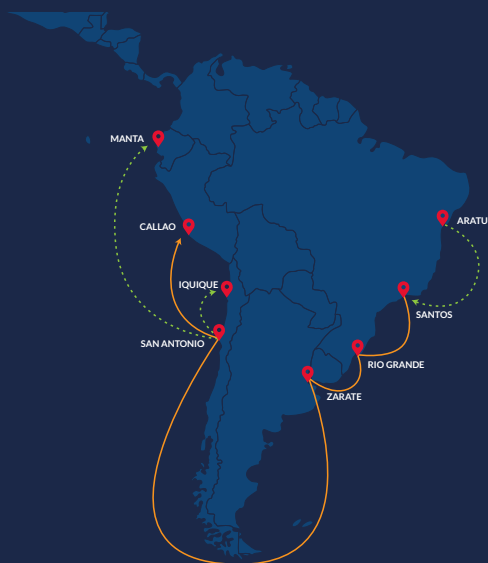 MANTA
ARATU
CALLAO
IQUIQUE
SANTOS
SAN ANTONIO
RIO GRANDE
ZARATE